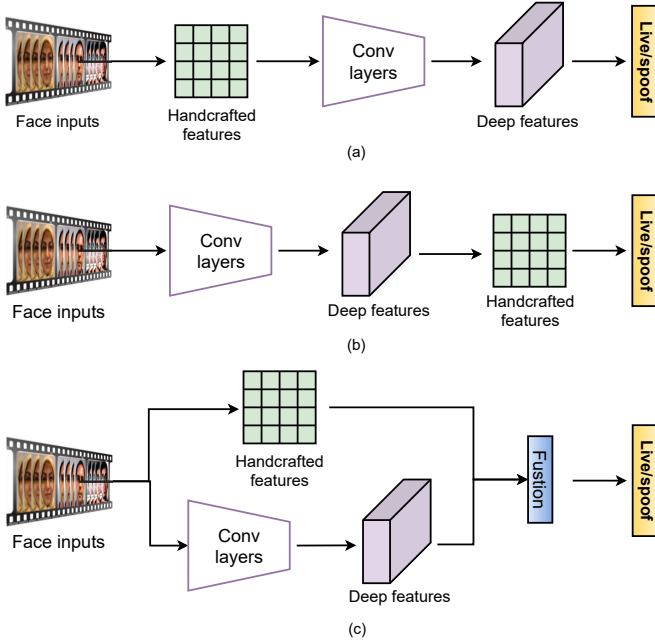 Face inputs
Handcrafted
features
Conv
layers
Deep features
Live/spoof
(a)
Face inputs
Conv
layers
Deep features
Handcrafted
features
Live/spoof
(b)
Face inputs
Handcrafted
features
Conv
layers
Deep features
Fustion
Live/spoof
(c)